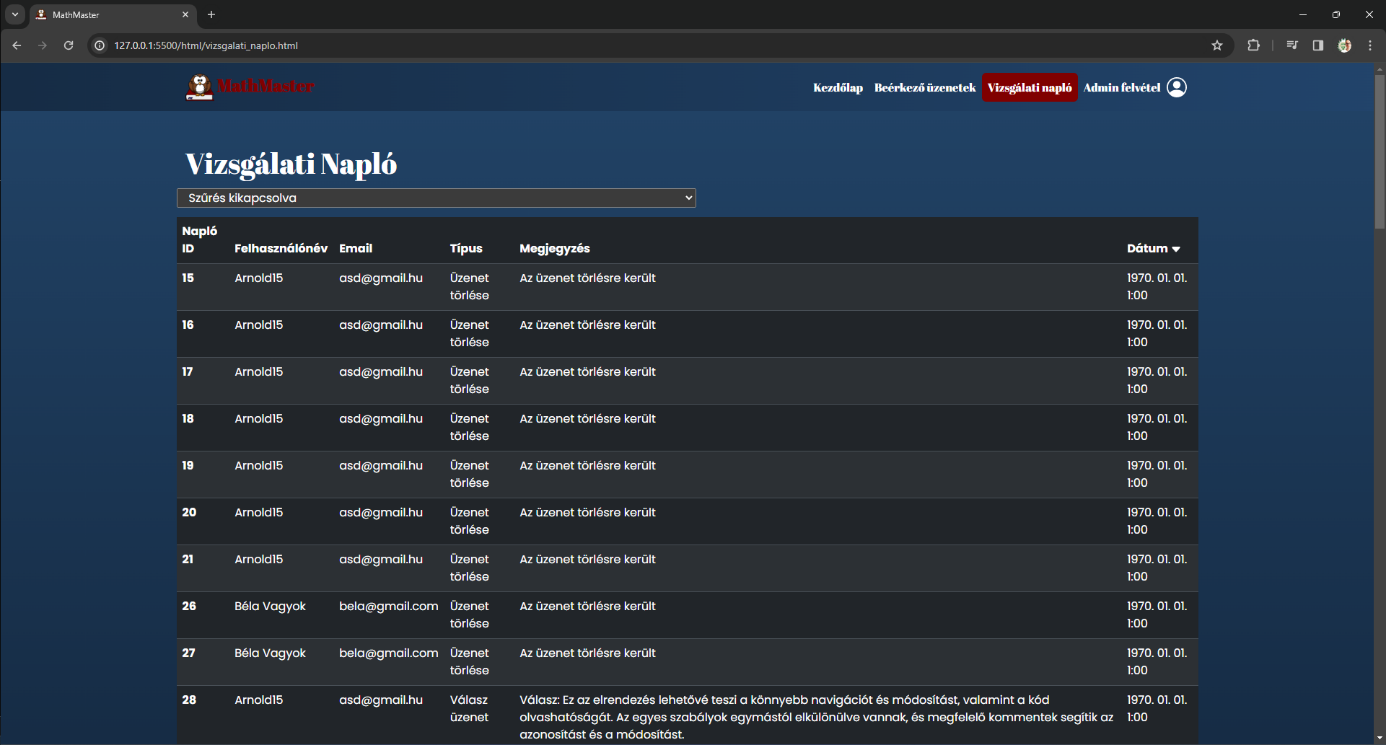 MathMaster
127.0.0.1:5500/html/vizsgalati_naplo.html
MathMaster Kezdőlap Beérkező üzenetek Vizsgálati napló Admin felvétel
Vizsgálati Napló
Szűrés kikapcsolva
Napló
ID Felhasználónév Email Típus Megjegyzés Dátum
15 Arnold15 asd@gmail.hu Üzenet Az üzenet törlésre került 1970. 01. 01.
törlése 1:00
16 Arnold15 asd@gmail.hu Üzenet Az üzenet törlésre került 1970. 01. 01.
törlése 1:00
17 Arnold15 asd@gmail.hu Üzenet Az üzenet törlésre került 1970. 01. 01.
törlése 1:00
18 Arnold15 asd@gmail.hu Üzenet Az üzenet törlésre került 1970. 01. 01.
törlése 1:00
19 Arnold15 asd@gmail.hu Üzenet Az üzenet törlésre került 1970. 01. 01.
törlése 1:00
20 Arnold15 asd@gmail.hu Üzenet Az üzenet törlésre került 1970. 01. 01.
törlése 1:00
21 Arnold15 asd@gmail.hu Üzenet Az üzenet törlésre került 1970. 01. 01.
törlése 1:00
26 Béla Vagyok bela@gmail.com Üzenet Az üzenet törlésre került 1970. 01. 01.
törlése 1:00
27 Béla Vagyok bela@gmail.com Üzenet Az üzenet törlésre került 1970. 01. 01.
törlése 1:00
28 Arnold15 asd@gmail.hu Válasz Válasz: Ez az elrendezés lehetővé teszi a könnyebb navigációt és módosítást, valamint a kód 1970. 01. 01.
üzenet olvashatóságát. Az egyes szabályok egymástól elkülönülve vannak, és megfelelő kommentek segítik az 1:00
azonosítást és a módosítást.